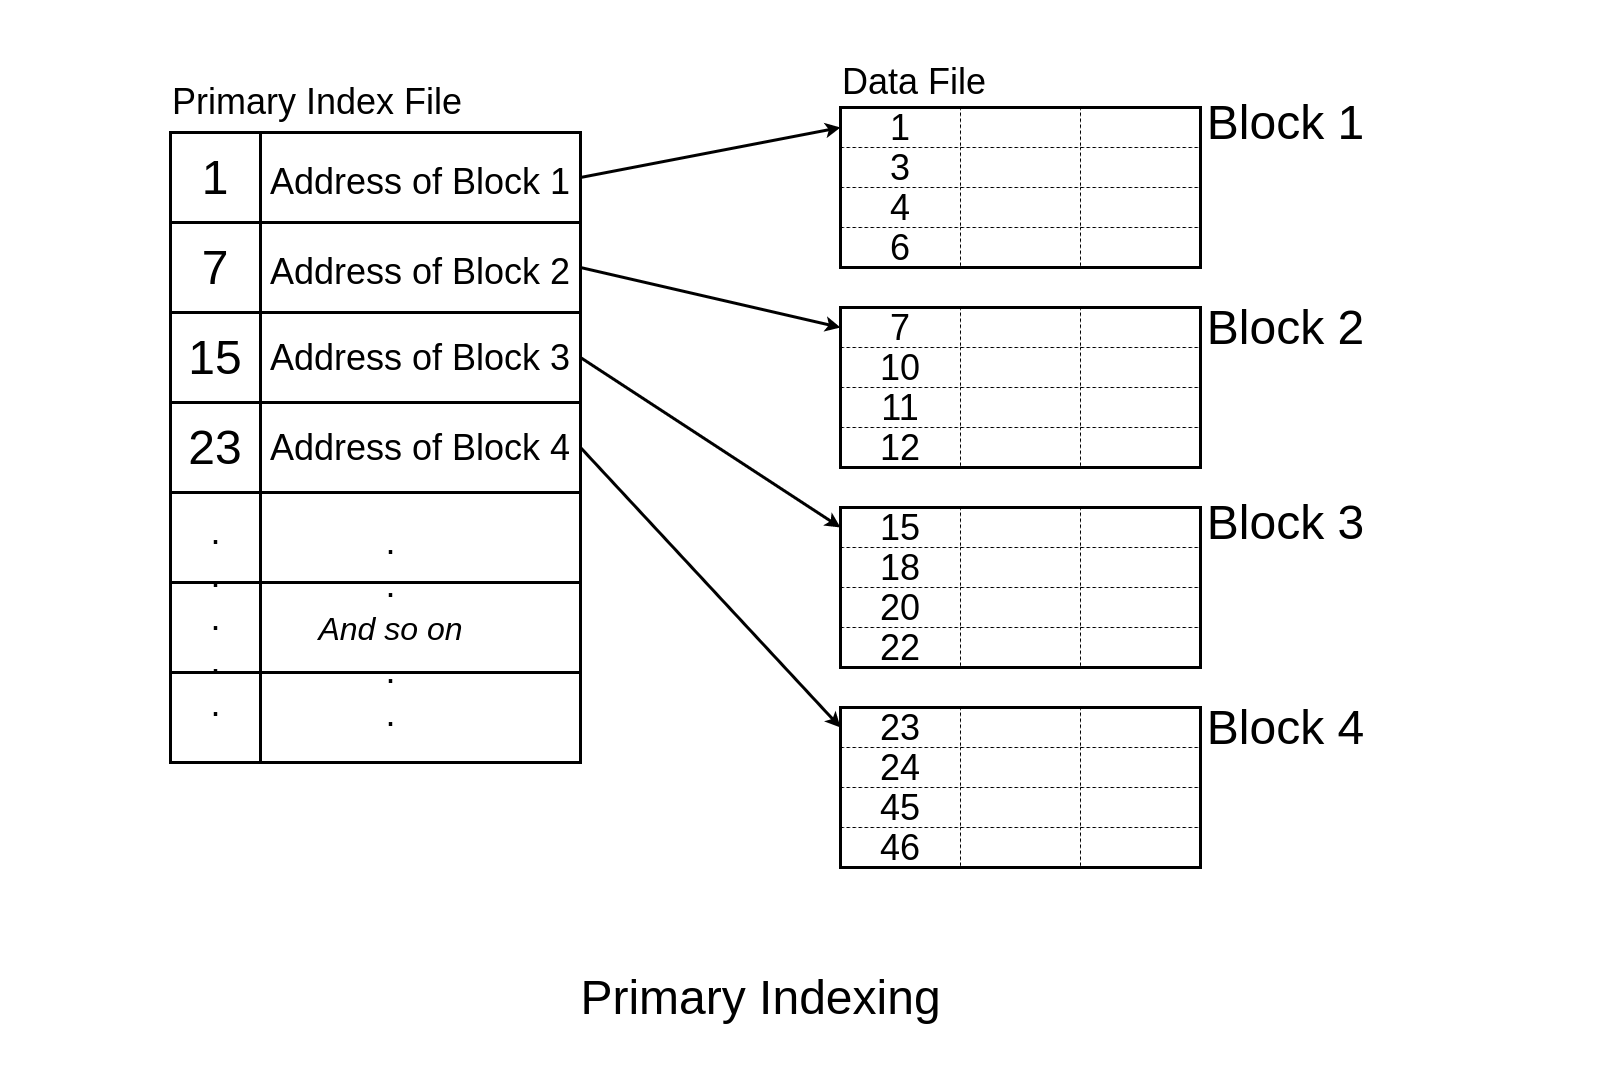 Primary Index File
1 Address of Block 1
7 Address of Block 2
15 Address of Block 3
23 Address of Block 4
. .
. .
. And so on
. .
. .
Data File
Block 1
1
3
4
6
Block 2
7
10
11
12
Block 3
15
18
20
22
Block 4
23
24
45
46
Primary Indexing